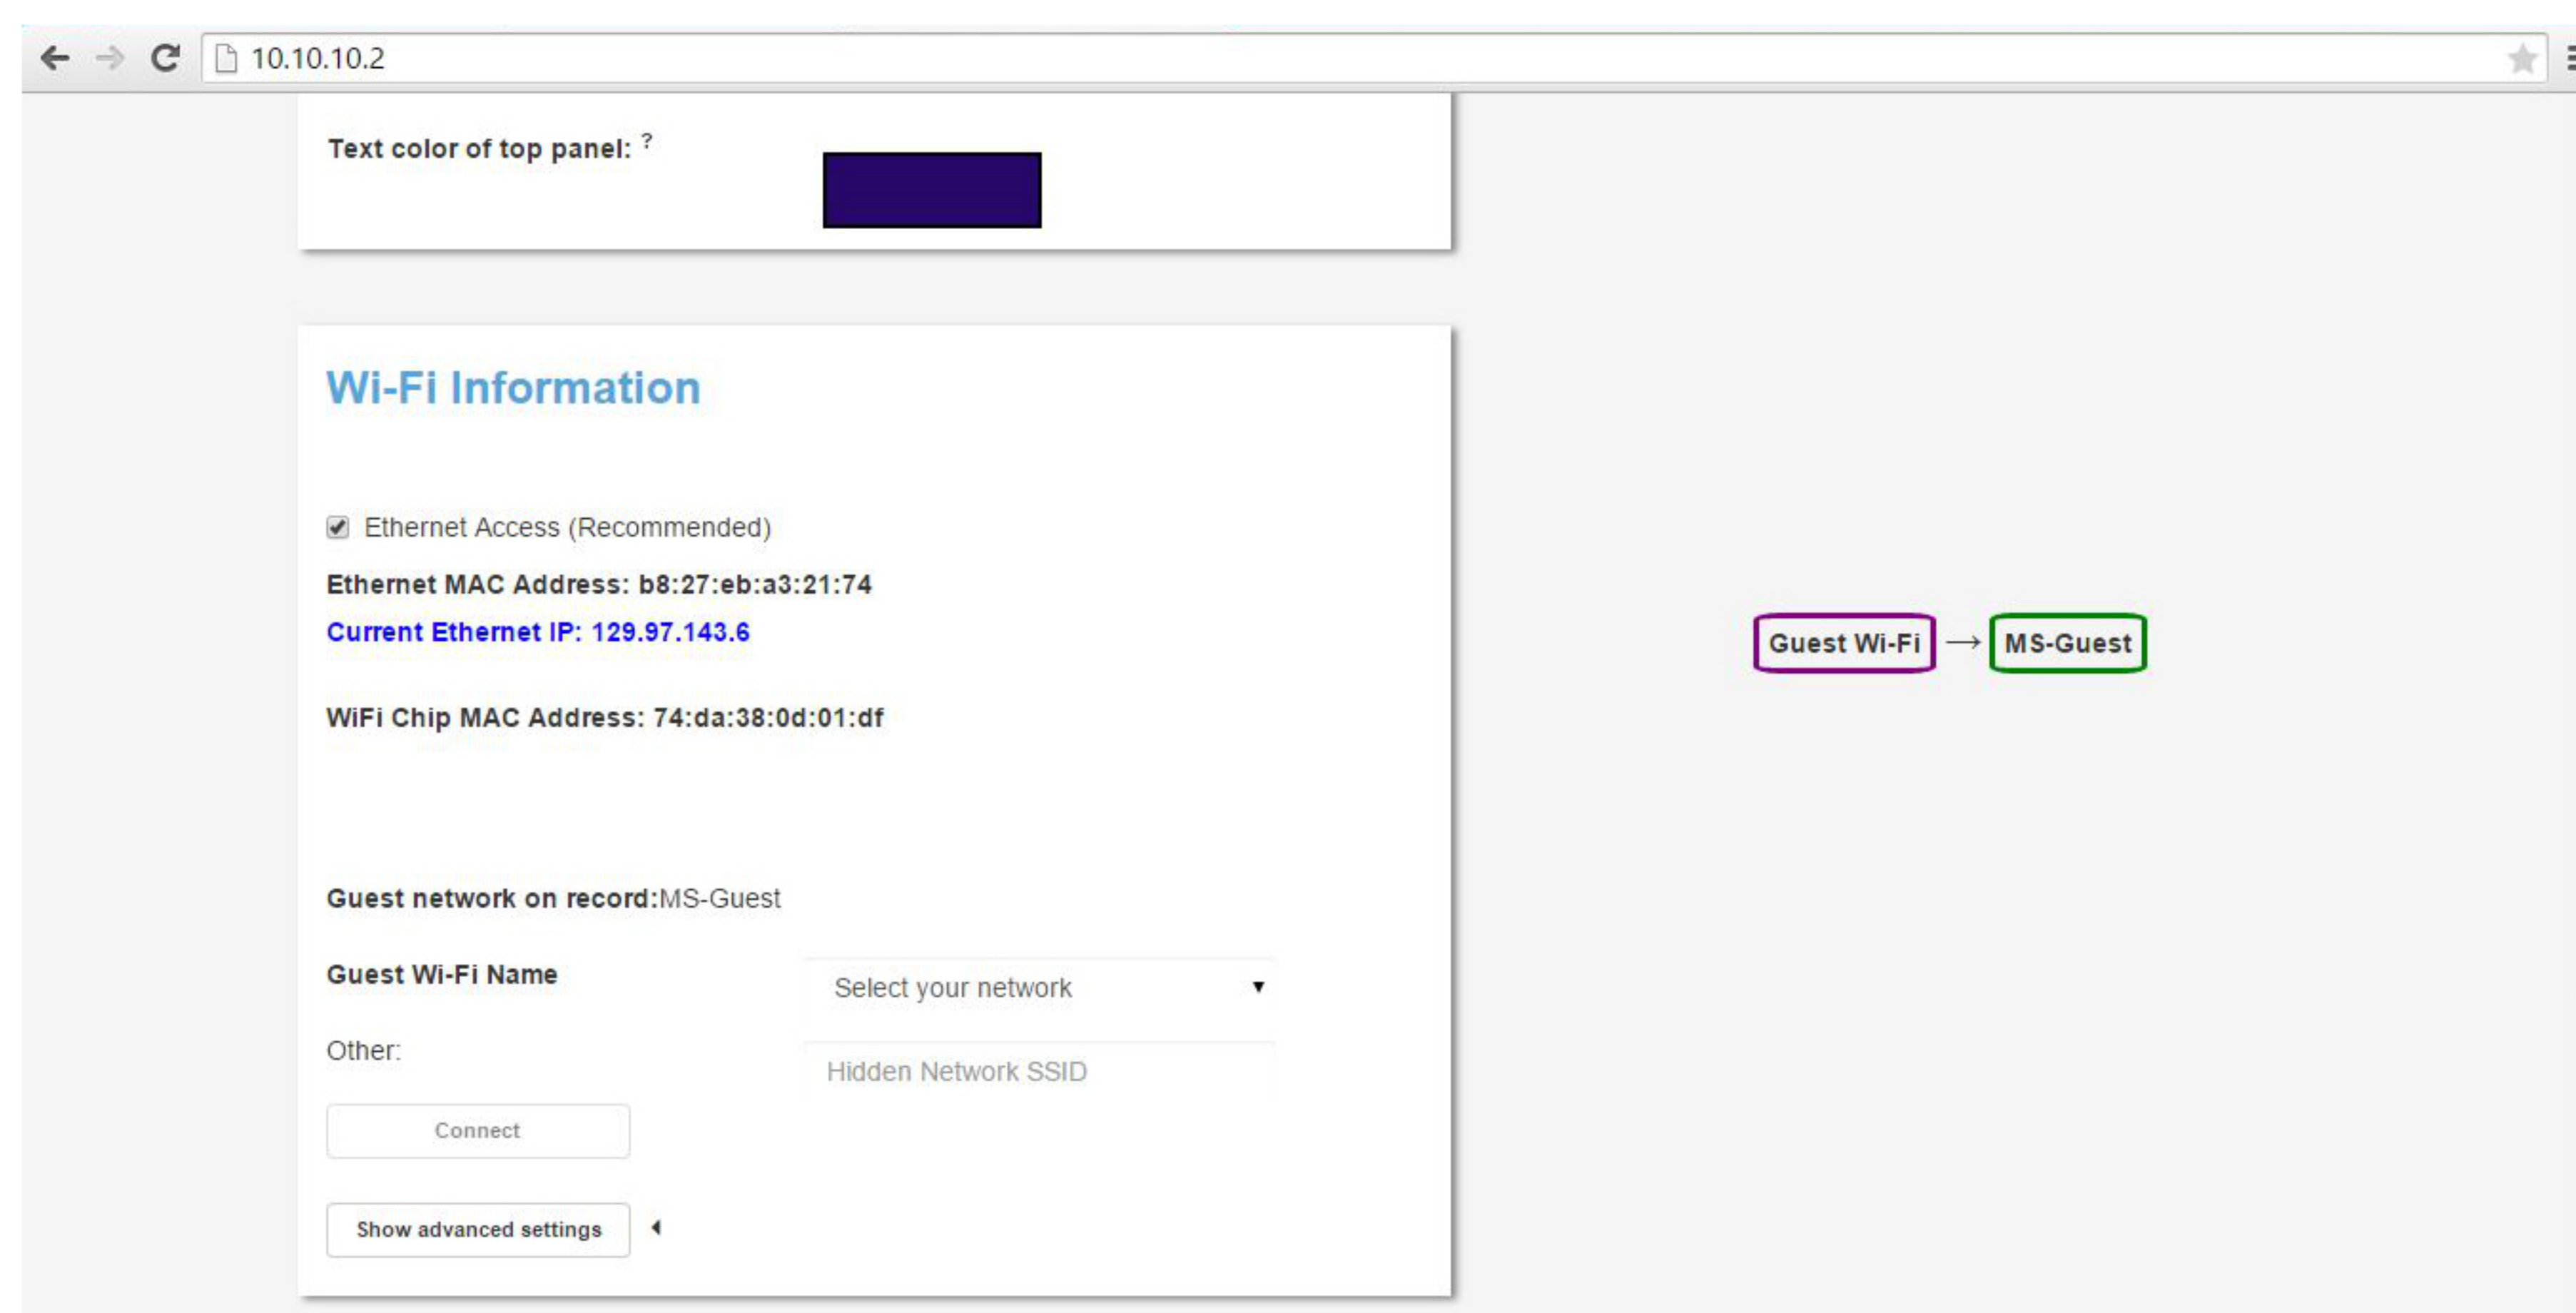 10.10.10.2
Text color of top panel: ?
Wi-Fi Information
Ethernet Access (Recommended)
Ethernet MAC Address: b8:27:eb:a3:21:74
Current Ethernet IP: 129.97.143.6
Guest Wi-Fi → MS-Guest
WiFi Chip MAC Address: 74:da:38:0d:01:df
Guest network on record:MS-Guest
Guest Wi-Fi Name
Select your network
Other:
Hidden Network SSID
Connect
Show advanced settings